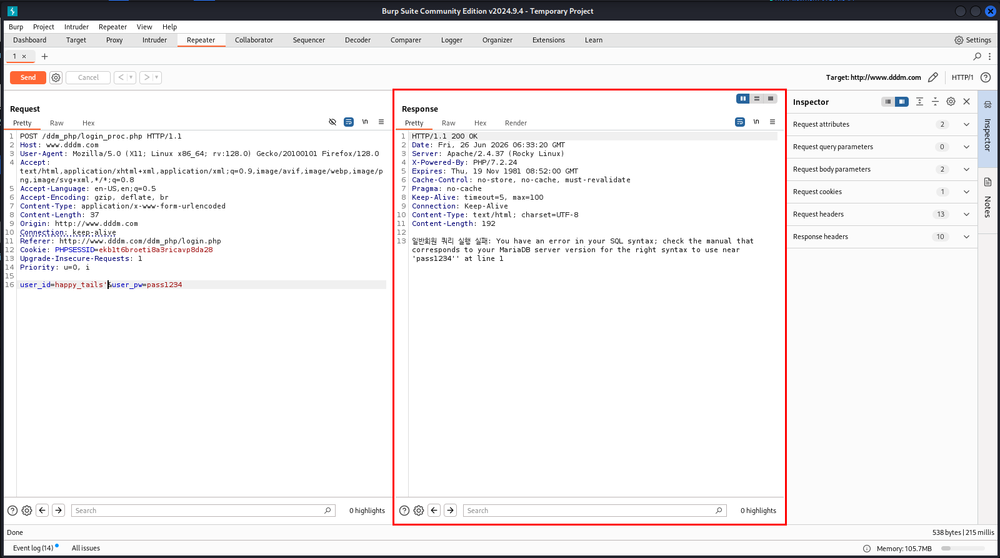 Burp Suite Community Edition v2024.9.4 - Temporary Project
Burp Project Intruder Repeater View Help
Dashboard Target Proxy Intruder Repeater Collaborator Sequencer Decoder Comparer Logger Organizer Extensions Learn Settings
1 × +
Send Cancel < > Target: http://www.dddm.com HTTP/1 ?
Request
Pretty Raw Hex \n
1 POST /ddm_php/login_proc.php HTTP/1.1
2 Host: www.dddm.com
3 User-Agent: Mozilla/5.0 (X11; Linux x86_64; rv:128.0) Gecko/20100101 Firefox/128.0
4 Accept:
text/html,application/xhtml+xml,application/xml;q=0.9,image/avif,image/webp,image/p
ng,image/svg+xml,*/*;q=0.8
5 Accept-Language: en-US,en;q=0.5
6 Accept-Encoding: gzip, deflate, br
7 Content-Type: application/x-www-form-urlencoded
8 Content-Length: 37
9 Origin: http://www.dddm.com
10 Connection: keep-alive
11 Referer: http://www.dddm.com/ddm_php/login.php
12 Cookie: PHPSESSID=ekblt6broeti8a3ricavp8da28
13 Upgrade-Insecure-Requests: 1
14 Priority: u=0, i
15
16 user_id=happy_tails'&user_pw=pass1234
Search 0 highlights
Response
Pretty Raw Hex Render \n
1 HTTP/1.1 200 OK
2 Date: Fri, 26 Jun 2026 06:33:20 GMT
3 Server: Apache/2.4.37 (Rocky Linux)
4 X-Powered-By: PHP/7.2.24
5 Expires: Thu, 19 Nov 1981 08:52:00 GMT
6 Cache-Control: no-store, no-cache, must-revalidate
7 Pragma: no-cache
8 Keep-Alive: timeout=5, max=100
9 Connection: Keep-Alive
10 Content-Type: text/html; charset=UTF-8
11 Content-Length: 192
12
13 일반회원 쿼리 실행 실패: You have an error in your SQL syntax; check the manual that
corresponds to your MariaDB server version for the right syntax to use near
'pass1234'' at line 1
Search 0 highlights
Inspector
Request attributes 2
Request query parameters 0
Request body parameters 2
Request cookies 1
Request headers 13
Response headers 10
Inspector
Notes
Done 538 bytes | 215 millis
Event log (14) All issues Memory: 105.7MB